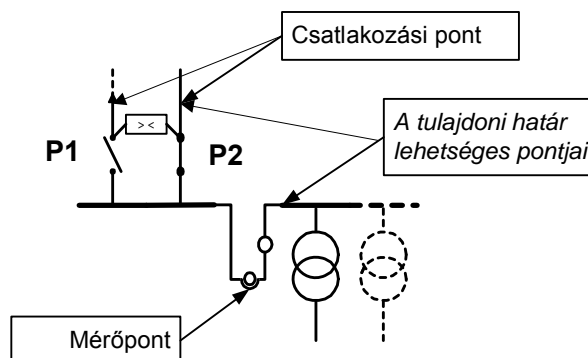 Csatlakozási pont
> <
P1
P2
A tulajdoni határ
lehetséges pontjai
Mérőpont